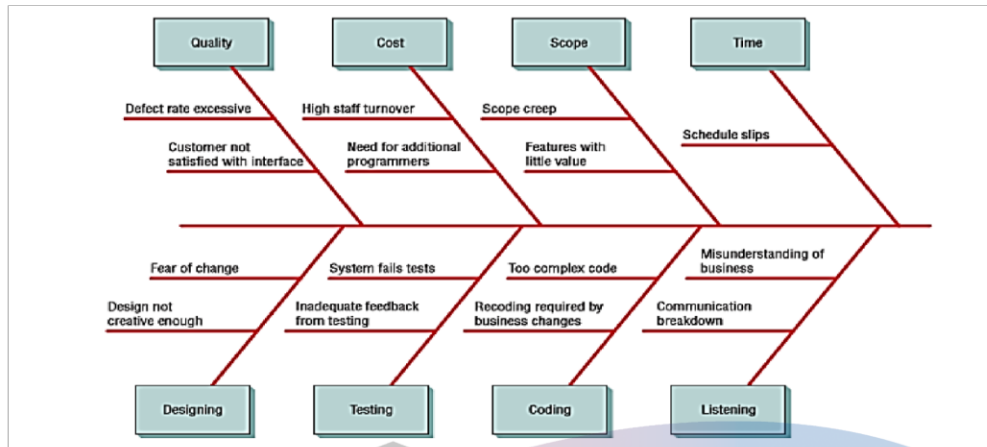 Quality
Cost
Scope
Time
Defect rate excessive
High staff turnover
Scope creep
Schedule slips
Customer not
satisfied with interface
Need for additional
programmers
Features with
little value
Fear of change
System fails tests
Too complex code
Misunderstanding of
business
Design not
creative enough
Inadequate feedback
from testing
Recoding required by
business changes
Communication
breakdown
Designing
Testing
Coding
Listening